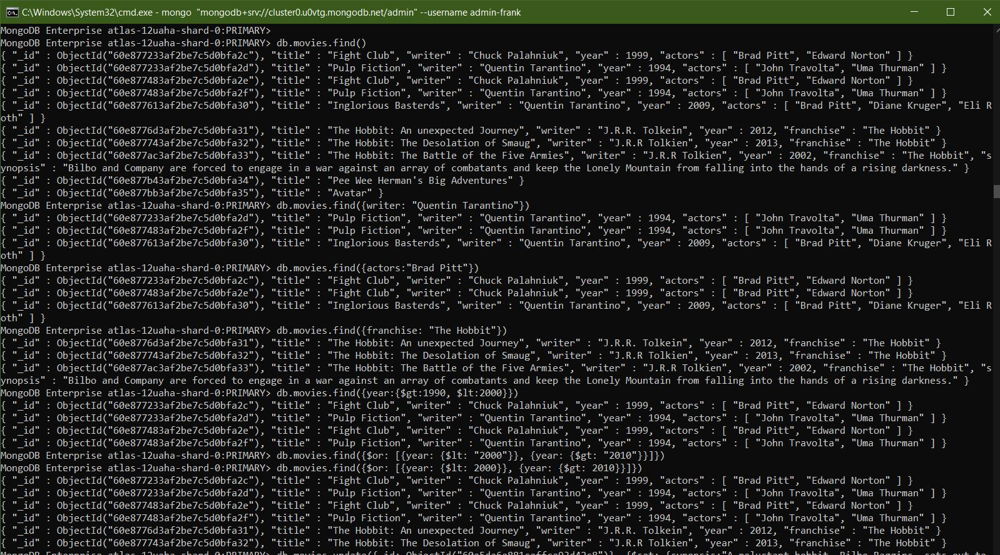 C:\Windows\System32\cmd.exe - mongo "mongodb+srv://cluster0.u0vtg.mongodb.net/admin" --username admin-frank
MongoDB Enterprise atlas-12uaha-shard-0:PRIMARY>
MongoDB Enterprise atlas-12uaha-shard-0:PRIMARY> db.movies.find()
{ "_id" : ObjectId("60e877233af2be7c5d0bfa2c"), "title" : "Fight Club", "writer" : "Chuck Palahniuk", "year" : 1999, "actors" : [ "Brad Pitt", "Edward Norton" ] }
{ "_id" : ObjectId("60e877233af2be7c5d0bfa2d"), "title" : "Pulp Fiction", "writer" : "Quentin Tarantino", "year" : 1994, "actors" : [ "John Travolta", "Uma Thurman" ] }
{ "_id" : ObjectId("60e877483af2be7c5d0bfa2e"), "title" : "Fight Club", "writer" : "Chuck Palahniuk", "year" : 1999, "actors" : [ "Brad Pitt", "Edward Norton" ] }
{ "_id" : ObjectId("60e877483af2be7c5d0bfa2f"), "title" : "Pulp Fiction", "writer" : "Quentin Tarantino", "year" : 1994, "actors" : [ "John Travolta", "Uma Thurman" ] }
{ "_id" : ObjectId("60e877613af2be7c5d0bfa30"), "title" : "Inglorious Basterds", "writer" : "Quentin Tarantino", "year" : 2009, "actors" : [ "Brad Pitt", "Diane Kruger", "Eli R
oth" ] }
{ "_id" : ObjectId("60e8776d3af2be7c5d0bfa31"), "title" : "The Hobbit: An unexpected Journey", "writer" : "J.R.R. Tolkein", "year" : 2012, "franchise" : "The Hobbit" }
{ "_id" : ObjectId("60e877743af2be7c5d0bfa32"), "title" : "The Hobbit: The Desolation of Smaug", "writer" : "J.R.R Tolkien", "year" : 2013, "franchise" : "The Hobbit" }
{ "_id" : ObjectId("60e877ac3af2be7c5d0bfa33"), "title" : "The Hobbit: The Battle of the Five Armies", "writer" : "J.R.R Tolkien", "year" : 2002, "franchise" : "The Hobbit", "s
ynopsis" : "Bilbo and Company are forced to engage in a war against an array of combatants and keep the Lonely Mountain from falling into the hands of a rising darkness." }
{ "_id" : ObjectId("60e877b43af2be7c5d0bfa34"), "title" : "Pee Wee Herman's Big Adventures" }
{ "_id" : ObjectId("60e877bb3af2be7c5d0bfa35"), "title" : "Avatar" }
MongoDB Enterprise atlas-12uaha-shard-0:PRIMARY> db.movies.find({writer: "Quentin Tarantino"})
{ "_id" : ObjectId("60e877233af2be7c5d0bfa2d"), "title" : "Pulp Fiction", "writer" : "Quentin Tarantino", "year" : 1994, "actors" : [ "John Travolta", "Uma Thurman" ] }
{ "_id" : ObjectId("60e877483af2be7c5d0bfa2f"), "title" : "Pulp Fiction", "writer" : "Quentin Tarantino", "year" : 1994, "actors" : [ "John Travolta", "Uma Thurman" ] }
{ "_id" : ObjectId("60e877613af2be7c5d0bfa30"), "title" : "Inglorious Basterds", "writer" : "Quentin Tarantino", "year" : 2009, "actors" : [ "Brad Pitt", "Diane Kruger", "Eli R
oth" ] }
MongoDB Enterprise atlas-12uaha-shard-0:PRIMARY> db.movies.find({actors:"Brad Pitt"})
{ "_id" : ObjectId("60e877233af2be7c5d0bfa2c"), "title" : "Fight Club", "writer" : "Chuck Palahniuk", "year" : 1999, "actors" : [ "Brad Pitt", "Edward Norton" ] }
{ "_id" : ObjectId("60e877483af2be7c5d0bfa2e"), "title" : "Fight Club", "writer" : "Chuck Palahniuk", "year" : 1999, "actors" : [ "Brad Pitt", "Edward Norton" ] }
{ "_id" : ObjectId("60e877613af2be7c5d0bfa30"), "title" : "Inglorious Basterds", "writer" : "Quentin Tarantino", "year" : 2009, "actors" : [ "Brad Pitt", "Diane Kruger", "Eli R
oth" ] }
MongoDB Enterprise atlas-12uaha-shard-0:PRIMARY> db.movies.find({franchise: "The Hobbit"})
{ "_id" : ObjectId("60e8776d3af2be7c5d0bfa31"), "title" : "The Hobbit: An unexpected Journey", "writer" : "J.R.R. Tolkein", "year" : 2012, "franchise" : "The Hobbit" }
{ "_id" : ObjectId("60e877743af2be7c5d0bfa32"), "title" : "The Hobbit: The Desolation of Smaug", "writer" : "J.R.R Tolkien", "year" : 2013, "franchise" : "The Hobbit" }
{ "_id" : ObjectId("60e877ac3af2be7c5d0bfa33"), "title" : "The Hobbit: The Battle of the Five Armies", "writer" : "J.R.R Tolkien", "year" : 2002, "franchise" : "The Hobbit", "s
ynopsis" : "Bilbo and Company are forced to engage in a war against an array of combatants and keep the Lonely Mountain from falling into the hands of a rising darkness." }
MongoDB Enterprise atlas-12uaha-shard-0:PRIMARY> db.movies.find({year:{$gt:1990, $lt:2000}})
{ "_id" : ObjectId("60e877233af2be7c5d0bfa2c"), "title" : "Fight Club", "writer" : "Chuck Palahniuk", "year" : 1999, "actors" : [ "Brad Pitt", "Edward Norton" ] }
{ "_id" : ObjectId("60e877233af2be7c5d0bfa2d"), "title" : "Pulp Fiction", "writer" : "Quentin Tarantino", "year" : 1994, "actors" : [ "John Travolta", "Uma Thurman" ] }
{ "_id" : ObjectId("60e877483af2be7c5d0bfa2e"), "title" : "Fight Club", "writer" : "Chuck Palahniuk", "year" : 1999, "actors" : [ "Brad Pitt", "Edward Norton" ] }
{ "_id" : ObjectId("60e877483af2be7c5d0bfa2f"), "title" : "Pulp Fiction", "writer" : "Quentin Tarantino", "year" : 1994, "actors" : [ "John Travolta", "Uma Thurman" ] }
MongoDB Enterprise atlas-12uaha-shard-0:PRIMARY> db.movies.find({$or: [{year: {$lt: "2000"}}, {year: {$gt: "2010"}}]})
MongoDB Enterprise atlas-12uaha-shard-0:PRIMARY> db.movies.find({$or: [{year: {$lt: 2000}}, {year: {$gt: 2010}}]})
{ "_id" : ObjectId("60e877233af2be7c5d0bfa2c"), "title" : "Fight Club", "writer" : "Chuck Palahniuk", "year" : 1999, "actors" : [ "Brad Pitt", "Edward Norton" ] }
{ "_id" : ObjectId("60e877233af2be7c5d0bfa2d"), "title" : "Pulp Fiction", "writer" : "Quentin Tarantino", "year" : 1994, "actors" : [ "John Travolta", "Uma Thurman" ] }
{ "_id" : ObjectId("60e877483af2be7c5d0bfa2e"), "title" : "Fight Club", "writer" : "Chuck Palahniuk", "year" : 1999, "actors" : [ "Brad Pitt", "Edward Norton" ] }
{ "_id" : ObjectId("60e877483af2be7c5d0bfa2f"), "title" : "Pulp Fiction", "writer" : "Quentin Tarantino", "year" : 1994, "actors" : [ "John Travolta", "Uma Thurman" ] }
{ "_id" : ObjectId("60e8776d3af2be7c5d0bfa31"), "title" : "The Hobbit: An unexpected Journey", "writer" : "J.R.R. Tolkein", "year" : 2012, "franchise" : "The Hobbit" }
{ "_id" : ObjectId("60e877743af2be7c5d0bfa32"), "title" : "The Hobbit: The Desolation of Smaug", "writer" : "J.R.R Tolkien", "year" : 2013, "franchise" : "The Hobbit" }